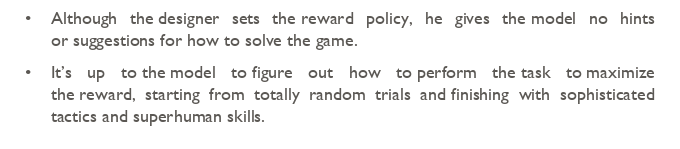 • Although the designer sets the reward policy, he gives the model no hints
or suggestions for how to solve the game.
• It's up to the model to figure out how to perform the task to maximize
the reward, starting from totally random trials and finishing with sophisticated
tactics and superhuman skills.